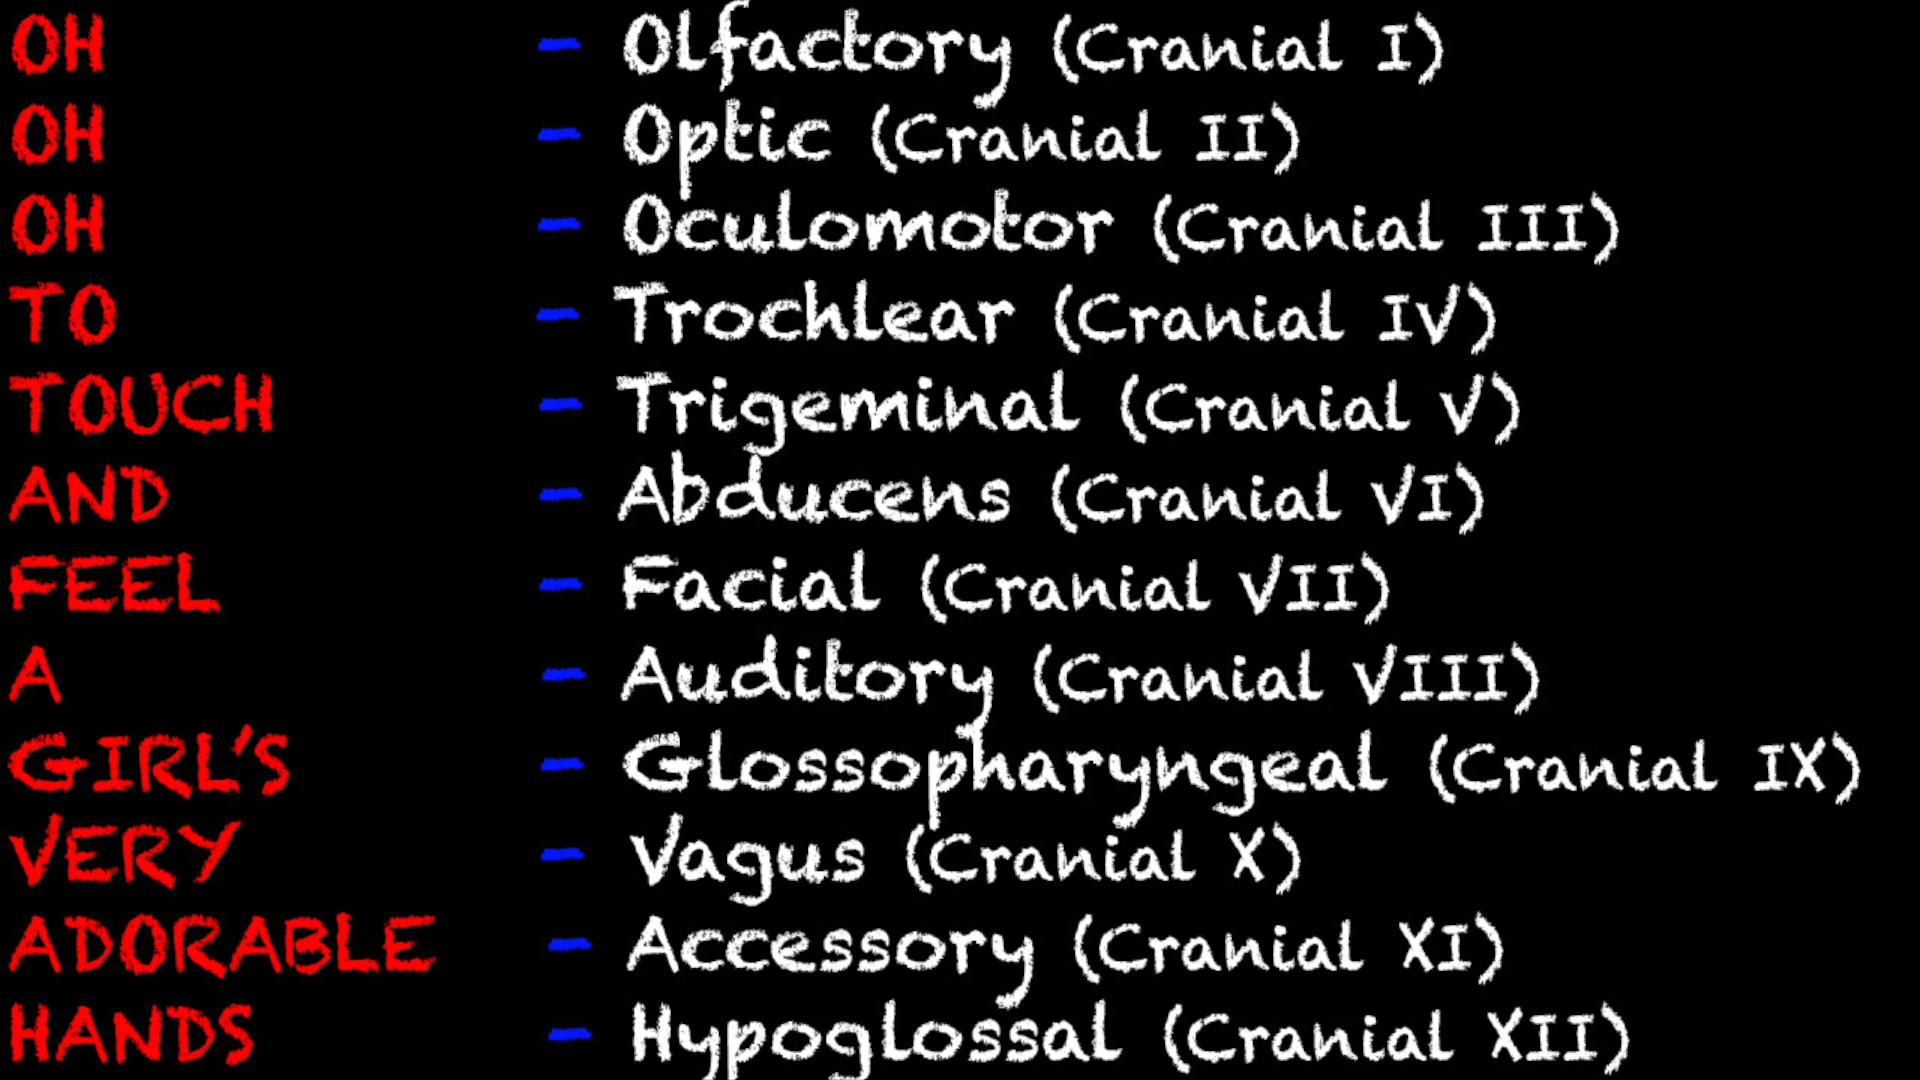 OH - Olfactory (Cranial I)
OH - Optic (Cranial II)
OH - Oculomotor (Cranial III)
TO - Trochlear (Cranial IV)
TOUCH - Trigeminal (Cranial V)
AND - Abducens (Cranial VI)
FEEL - Facial (Cranial VII)
A - Auditory (Cranial VIII)
GIRL'S - Glossopharyngeal (Cranial IX)
VERY - Vagus (Cranial X)
ADORABLE - Accessory (Cranial XI)
HANDS - Hypoglossal (Cranial XII)